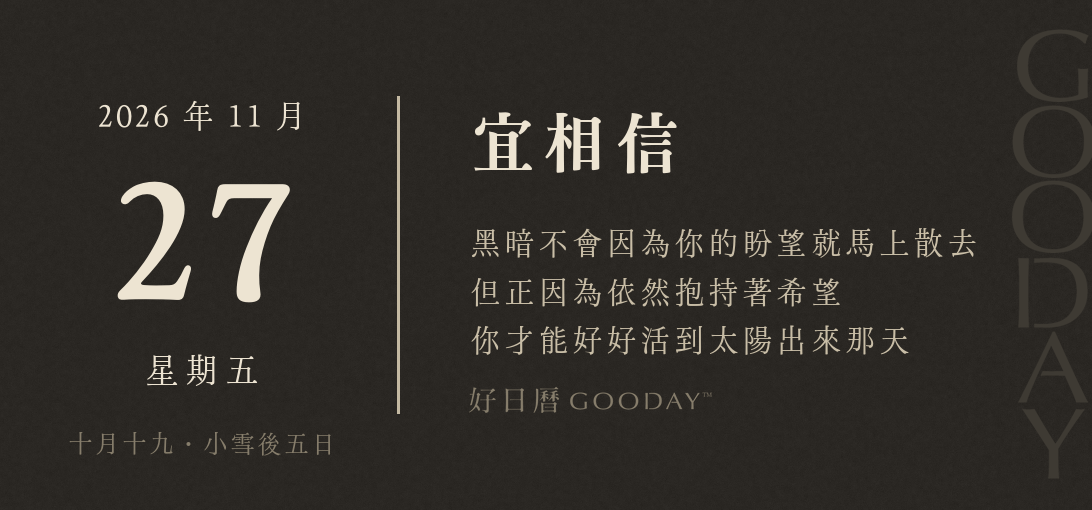 2026 年 11 月
27
星期五
十月十九・小雪後五日
宜相信
黑暗不會因為你的盼望就馬上散去
但正因為依然抱持著希望
你才能好好活到太陽出來那天
好日曆 GOODAY™
GOODAY